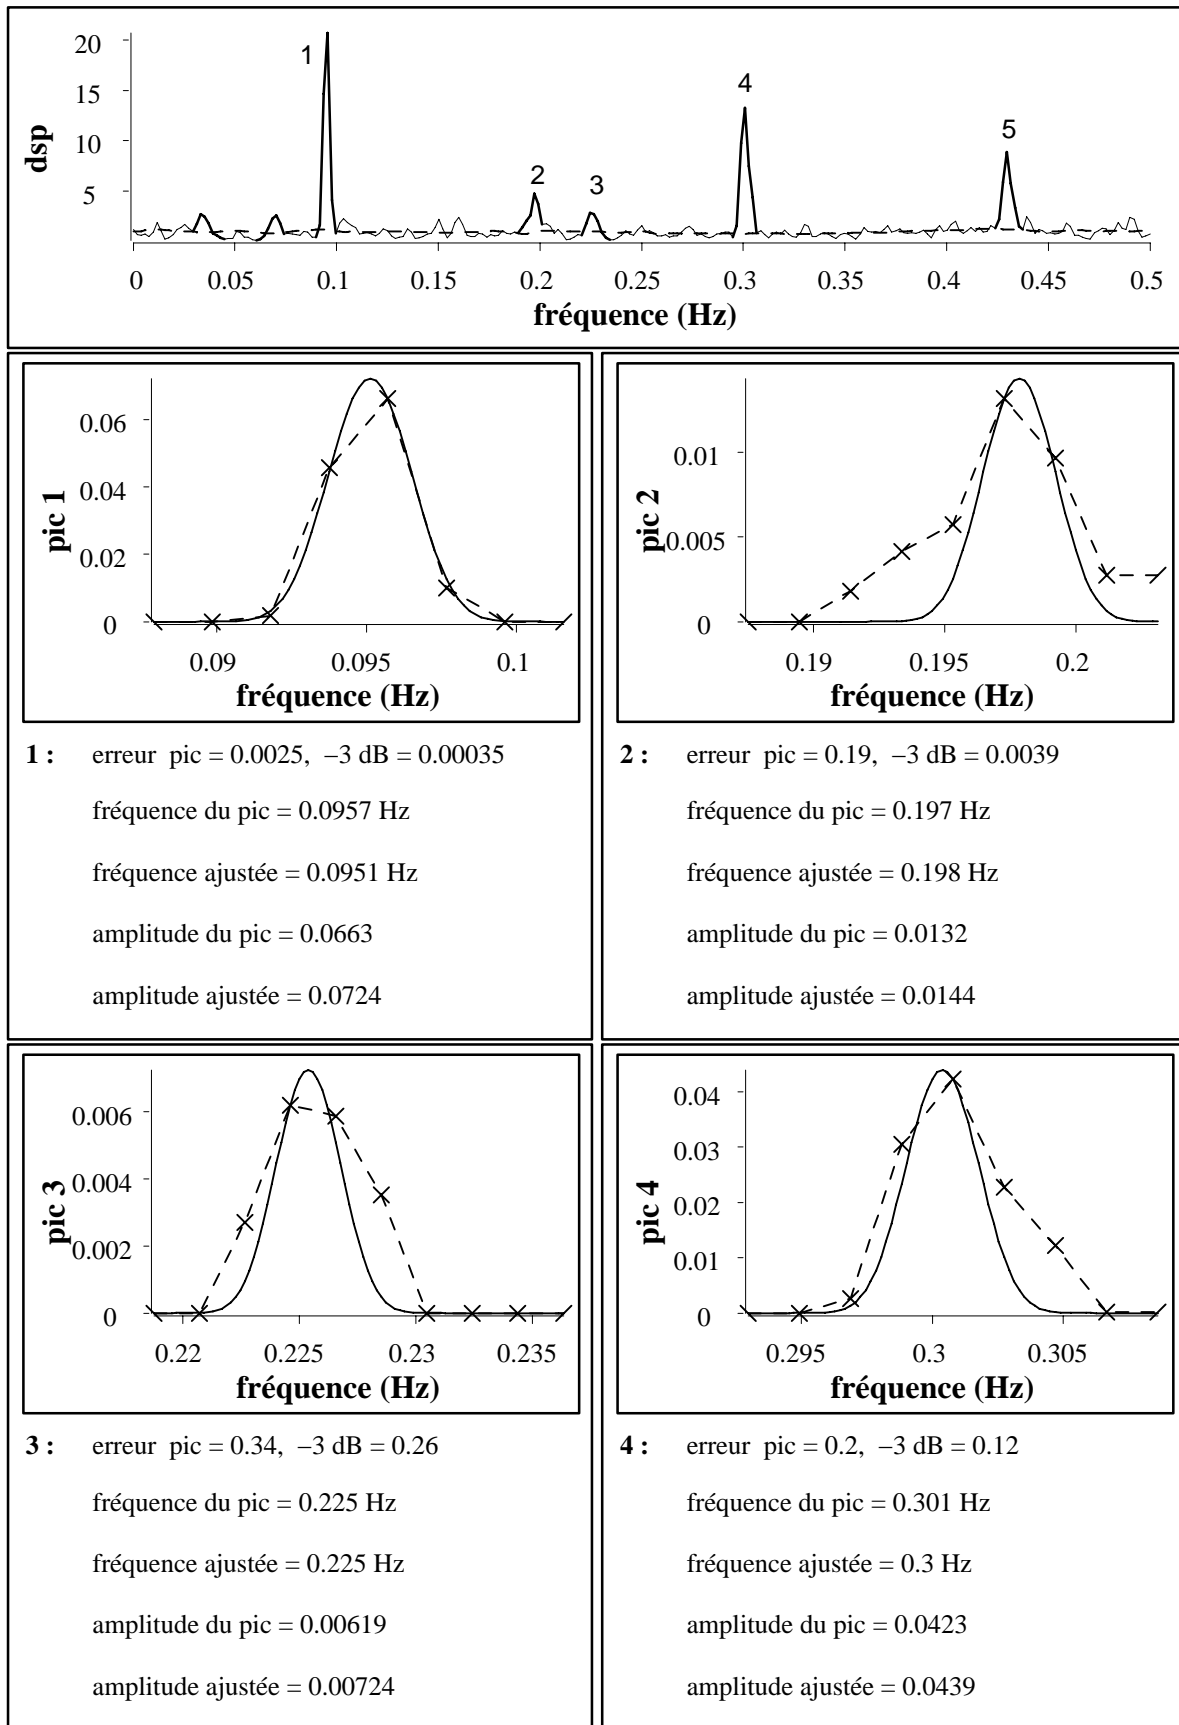 20
15
10
5
dsp
1
2
3
4
5
0 0.05 0.1 0.15 0.2 0.25 0.3 0.35 0.4 0.45 0.5
fréquence (Hz)
0.06
0.04
0.02
0
pic 1
0.09 0.095 0.1
fréquence (Hz)
1 : erreur pic = 0.0025, −3 dB = 0.00035
fréquence du pic = 0.0957 Hz
fréquence ajustée = 0.0951 Hz
amplitude du pic = 0.0663
amplitude ajustée = 0.0724
0.01
0.005
0
pic 2
0.19 0.195 0.2
fréquence (Hz)
2 : erreur pic = 0.19, −3 dB = 0.0039
fréquence du pic = 0.197 Hz
fréquence ajustée = 0.198 Hz
amplitude du pic = 0.0132
amplitude ajustée = 0.0144
0.006
0.004
0.002
0
pic 3
0.22 0.225 0.23 0.235
fréquence (Hz)
3 : erreur pic = 0.34, −3 dB = 0.26
fréquence du pic = 0.225 Hz
fréquence ajustée = 0.225 Hz
amplitude du pic = 0.00619
amplitude ajustée = 0.00724
0.04
0.03
0.02
0.01
0
pic 4
0.295 0.3 0.305
fréquence (Hz)
4 : erreur pic = 0.2, −3 dB = 0.12
fréquence du pic = 0.301 Hz
fréquence ajustée = 0.3 Hz
amplitude du pic = 0.0423
amplitude ajustée = 0.0439